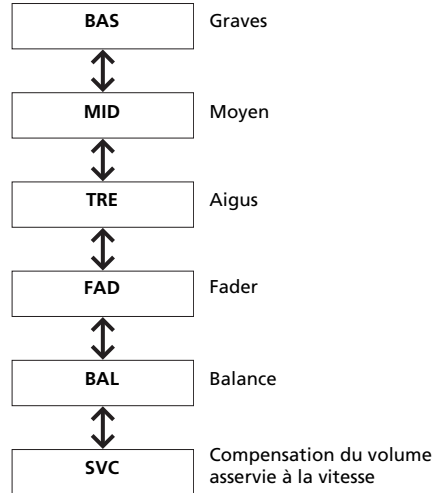 BAS Graves
MID Moyen
TRE Aigus
FAD Fader
BAL Balance
SVC Compensation du volume
asservie à la vitesse